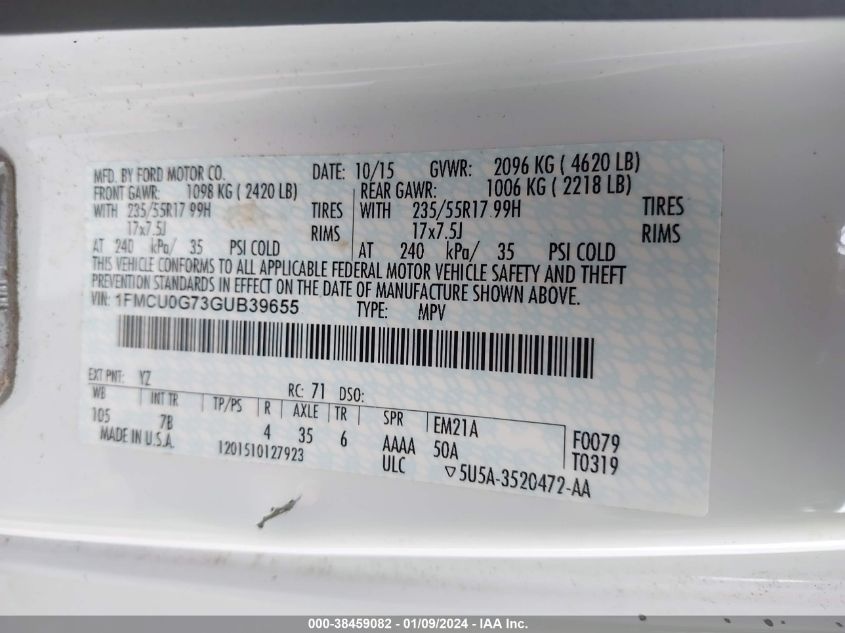 MFD. BY FORD MOTOR CO. DATE: 10/15 GVWR: 2096 KG ( 4620 LB)
FRONT GAWR: 1098 KG ( 2420 LB) REAR GAWR: 1006 KG ( 2218 LB)
WITH 235/55R17 99H TIRES WITH 235/55R17 99H TIRES
17x7.5J RIMS 17x7.5J RIMS
AT 240 kPa/ 35 PSI COLD AT 240 kPa/ 35 PSI COLD
THIS VEHICLE CONFORMS TO ALL APPLICABLE FEDERAL MOTOR VEHICLE SAFETY AND THEFT
PREVENTION STANDARDS IN EFFECT ON THE DATE OF MANUFACTURE SHOWN ABOVE.
VIN: 1FMCU0G73GUB39655 TYPE: MPV
EXT PNT: YZ RC: 71 DSO:
WB INT TR TP/PS R AXLE TR SPR EM21A F0079
105 7B 4 35 6 AAAA 50A T0319
MADE IN U.S.A. 1201510127923 ULC ▽5U5A-3520472-AA
000-38459082 - 01/09/2024 - IAA Inc.